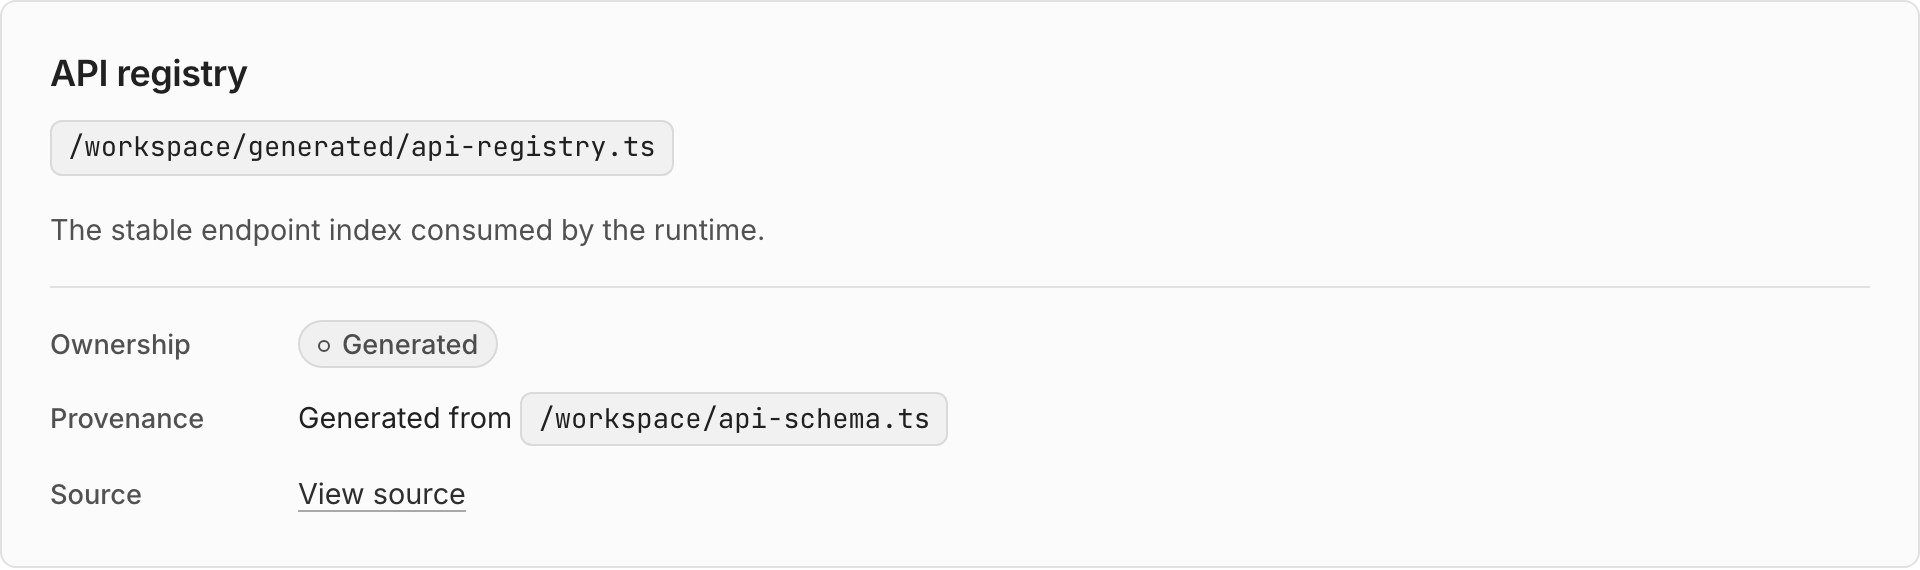 API registry
/workspace/generated/api-registry.ts
The stable endpoint index consumed by the runtime.
Ownership Generated
Provenance Generated from /workspace/api-schema.ts
Source View source